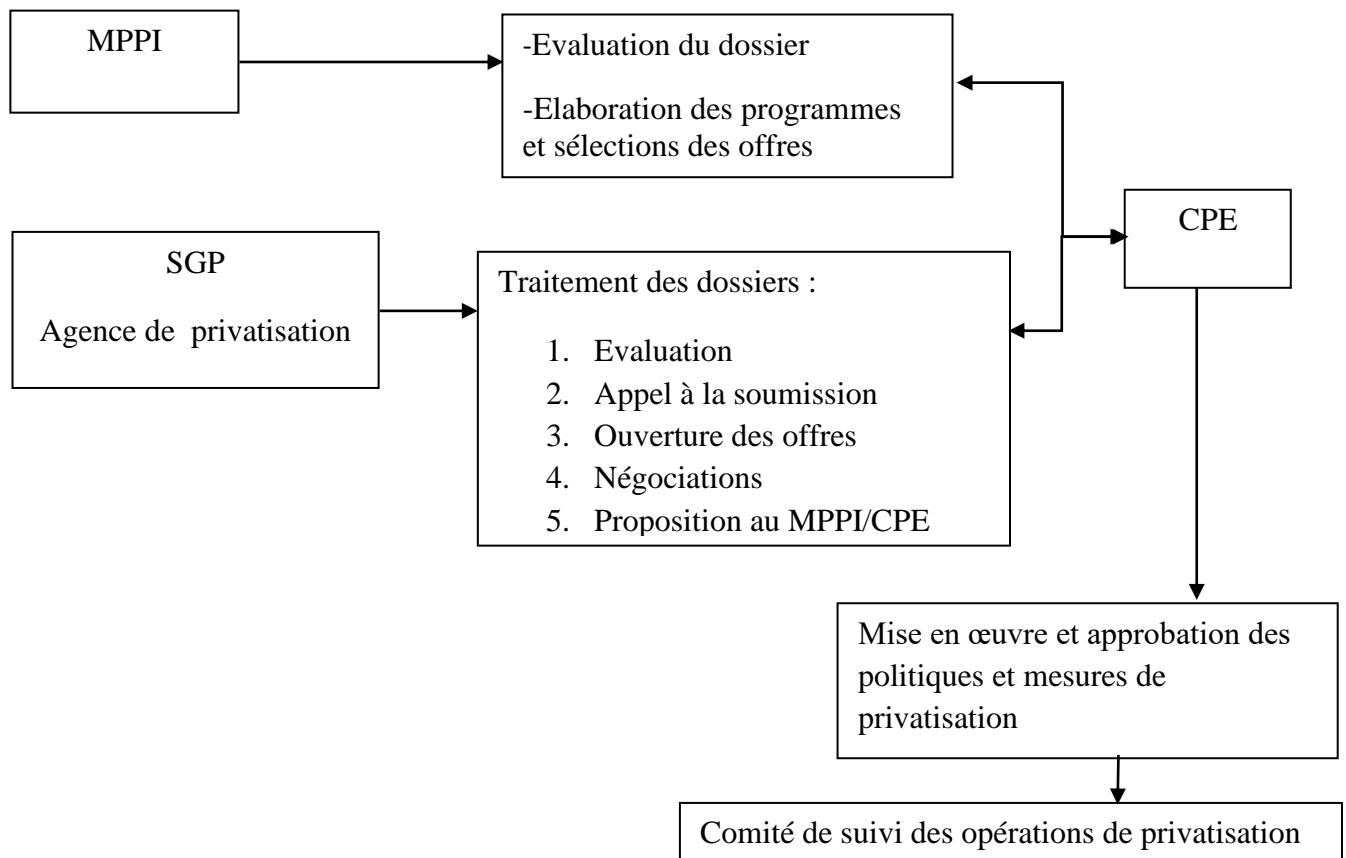 MPPI
-Evaluation du dossier
-Elaboration des programmes
et sélections des offres
CPE
SGP
Agence de privatisation
Traitement des dossiers :
1. Evaluation
2. Appel à la soumission
3. Ouverture des offres
4. Négociations
5. Proposition au MPPI/CPE
Mise en œuvre et approbation des
politiques et mesures de
privatisation
Comité de suivi des opérations de privatisation